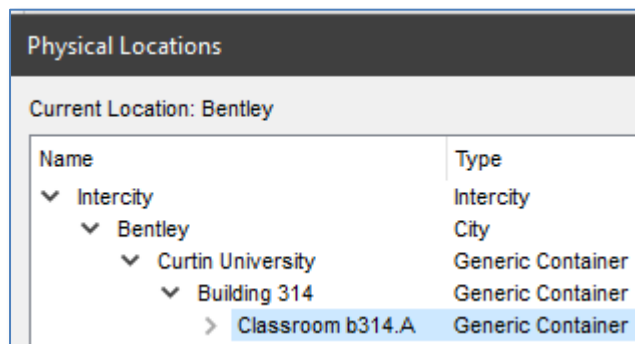 Physical Locations
Current Location: Bentley
Name Type
Intercity Intercity
Bentley City
Curtin University Generic Container
Building 314 Generic Container
Classroom b314.A Generic Container